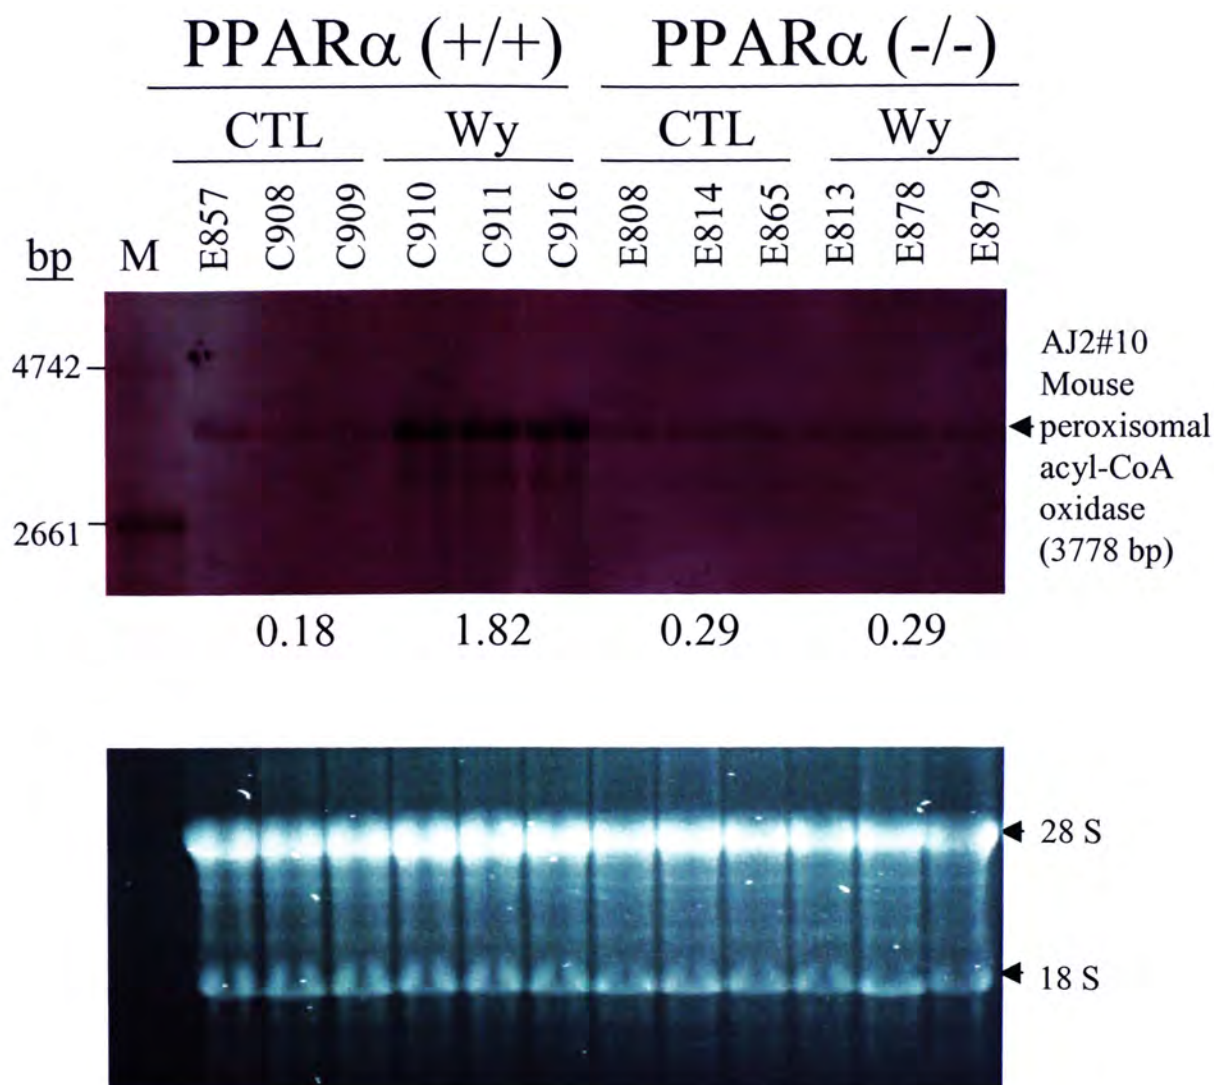 PPARα (+/+) PPARα (-/-)
CTL Wy CTL Wy
bp M E857 C908 C909 C910 C911 C916 E808 E814 E865 E813 E878 E879
4742
2661
AJ2#10
Mouse
peroxisomal
acyl-CoA
oxidase
(3778 bp)
0.18 1.82 0.29 0.29
28 S
18 S